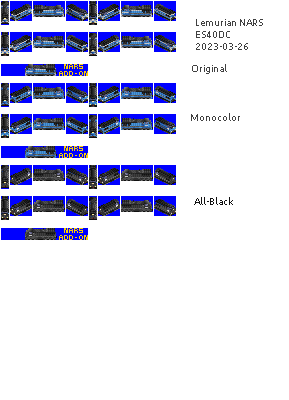 Lemurian NARS
ES40DC
2023-03-26
Original
NARS
ADD-ON
Monocolor
NARS
ADD-ON
All-Black
NARS
ADD-ON